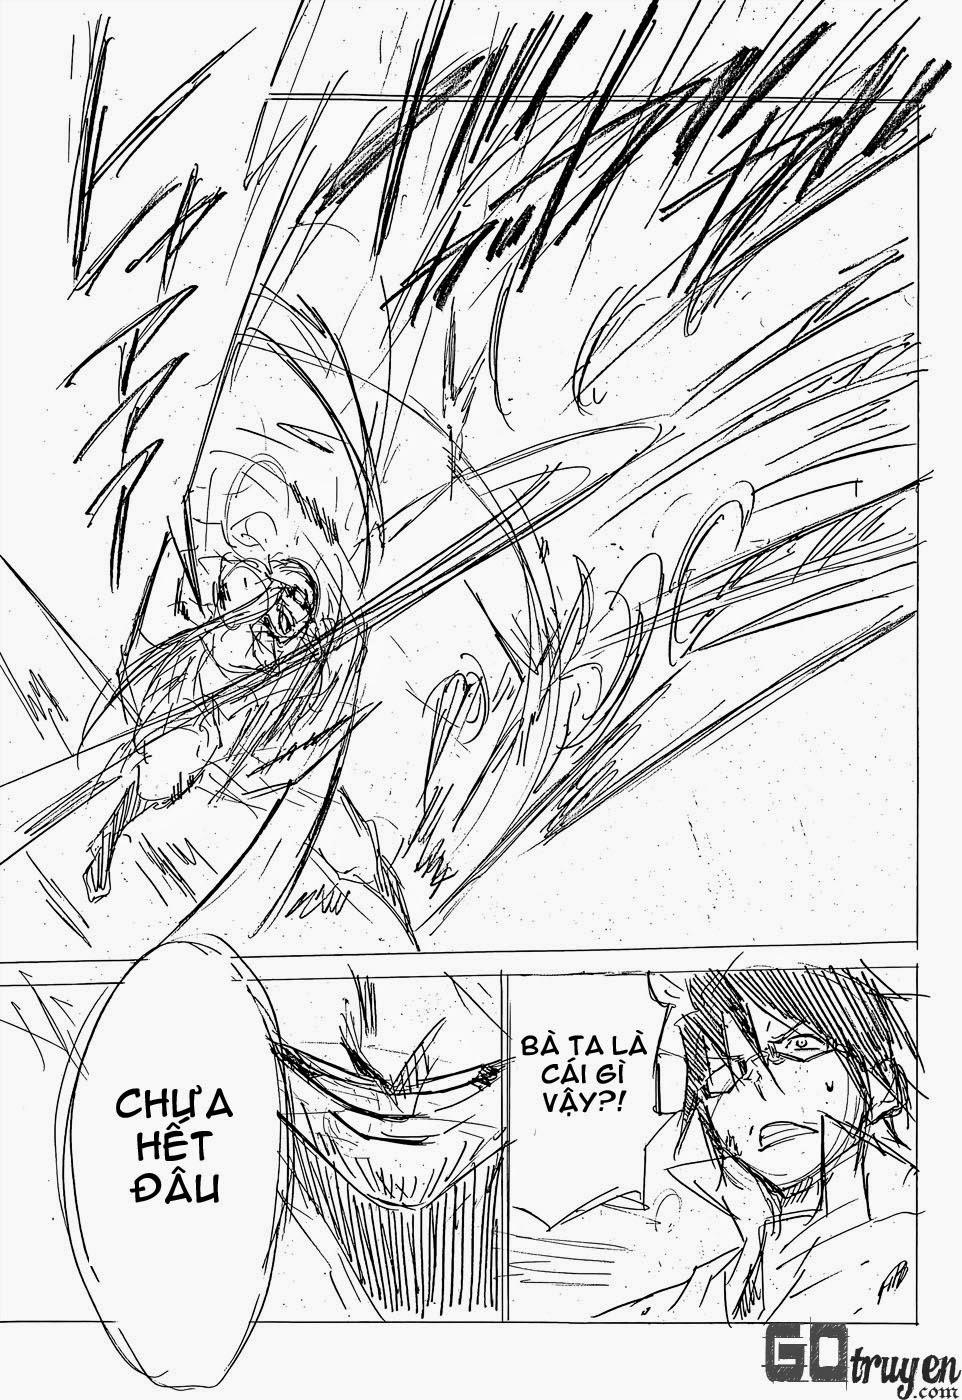 BÀ TA LÀ
CÁI GÌ
VẬY?!
CHƯA
HẾT
ĐÂU
GOtruyen
.com